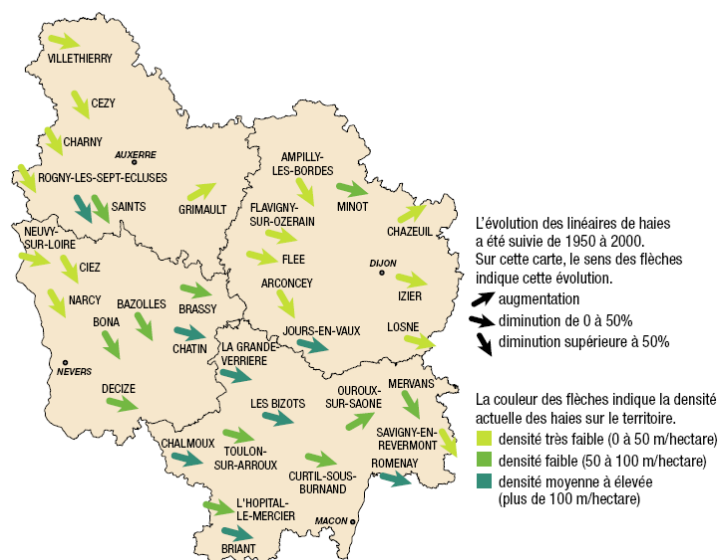 VILLETHIERRY
CEZY
CHARNY
AUXERRE
ROGNY-LES-SEPT-ECLUSES
SAINTS
GRIMAULT
AMPILLY-
LES-BORDES
MINOT
FLAVIGNY-
SUR-OZERAIN
CHAZEUIL
FLEE
DIJON
ARCONCEY
IZIER
JOURS-EN-VAUX
LOSNE
NEUVY-
SUR-LOIRE
CIEZ
NARCY
BAZOLLES
BRASSY
BONA
CHATIN
NEVERS
DECIZE
LA GRANDE-
VERRIERE
LES BIZOTS
OUROUX-
SUR-SAONE
MERVANS
CHALMOUX
TOULON-
SUR-ARROUX
SAVIGNY-EN-
REVERMONT
CURTIL-SOUS-
BURNAND
ROMENAY
L'HOPITAL-
LE-MERCIER
MACON
BRIANT
L'évolution des linéaires de haies
a été suivie de 1950 à 2000.
Sur cette carte, le sens des flèches
indique cette évolution.
augmentation
diminution de 0 à 50%
diminution supérieure à 50%
La couleur des flèches indique la densité
actuelle des haies sur le territoire.
densité très faible (0 à 50 m/hectare)
densité faible (50 à 100 m/hectare)
densité moyenne à élevée
(plus de 100 m/hectare)